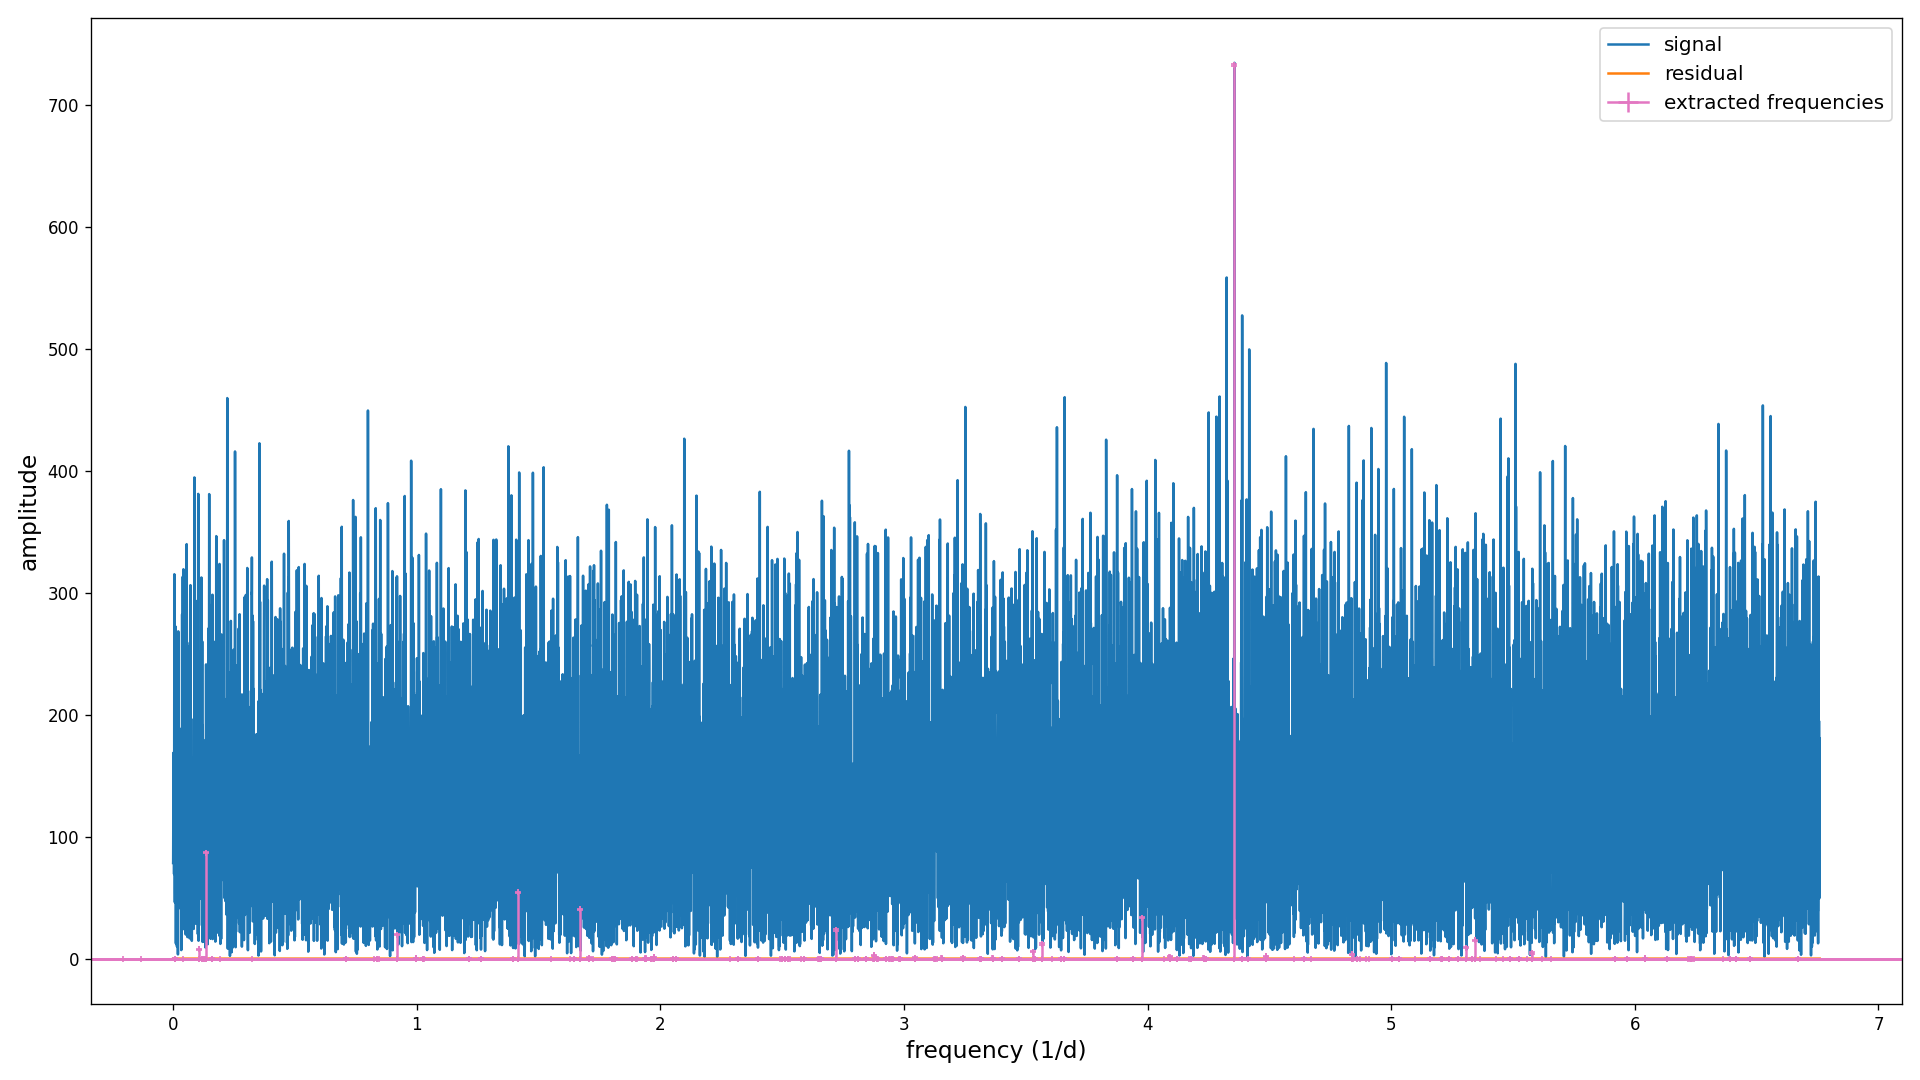 signal
residual
extracted frequencies
700
600
500
400
300
200
100
0
amplitude
0 1 2 3 4 5 6 7
frequency (1/d)